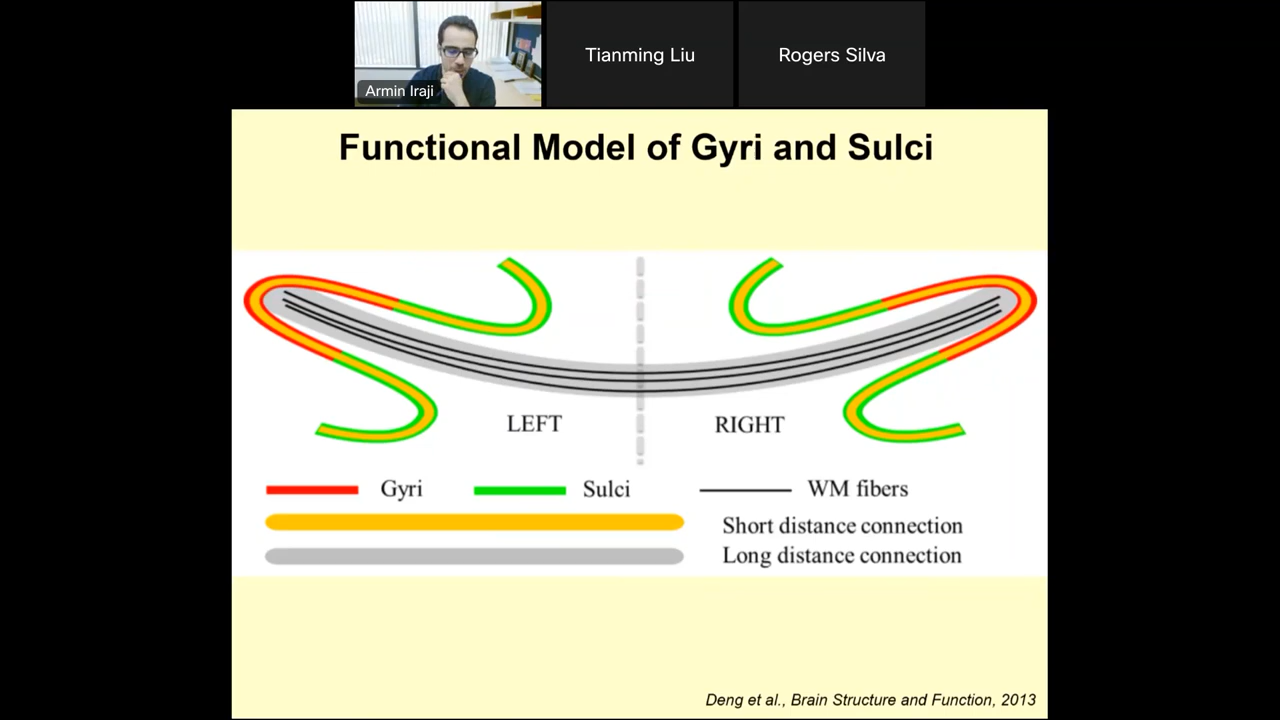 Armin Iraji
Tianming Liu
Rogers Silva
Functional Model of Gyri and Sulci
LEFT
RIGHT
Gyri
Sulci
WM fibers
Short distance connection
Long distance connection
Deng et al., Brain Structure and Function, 2013